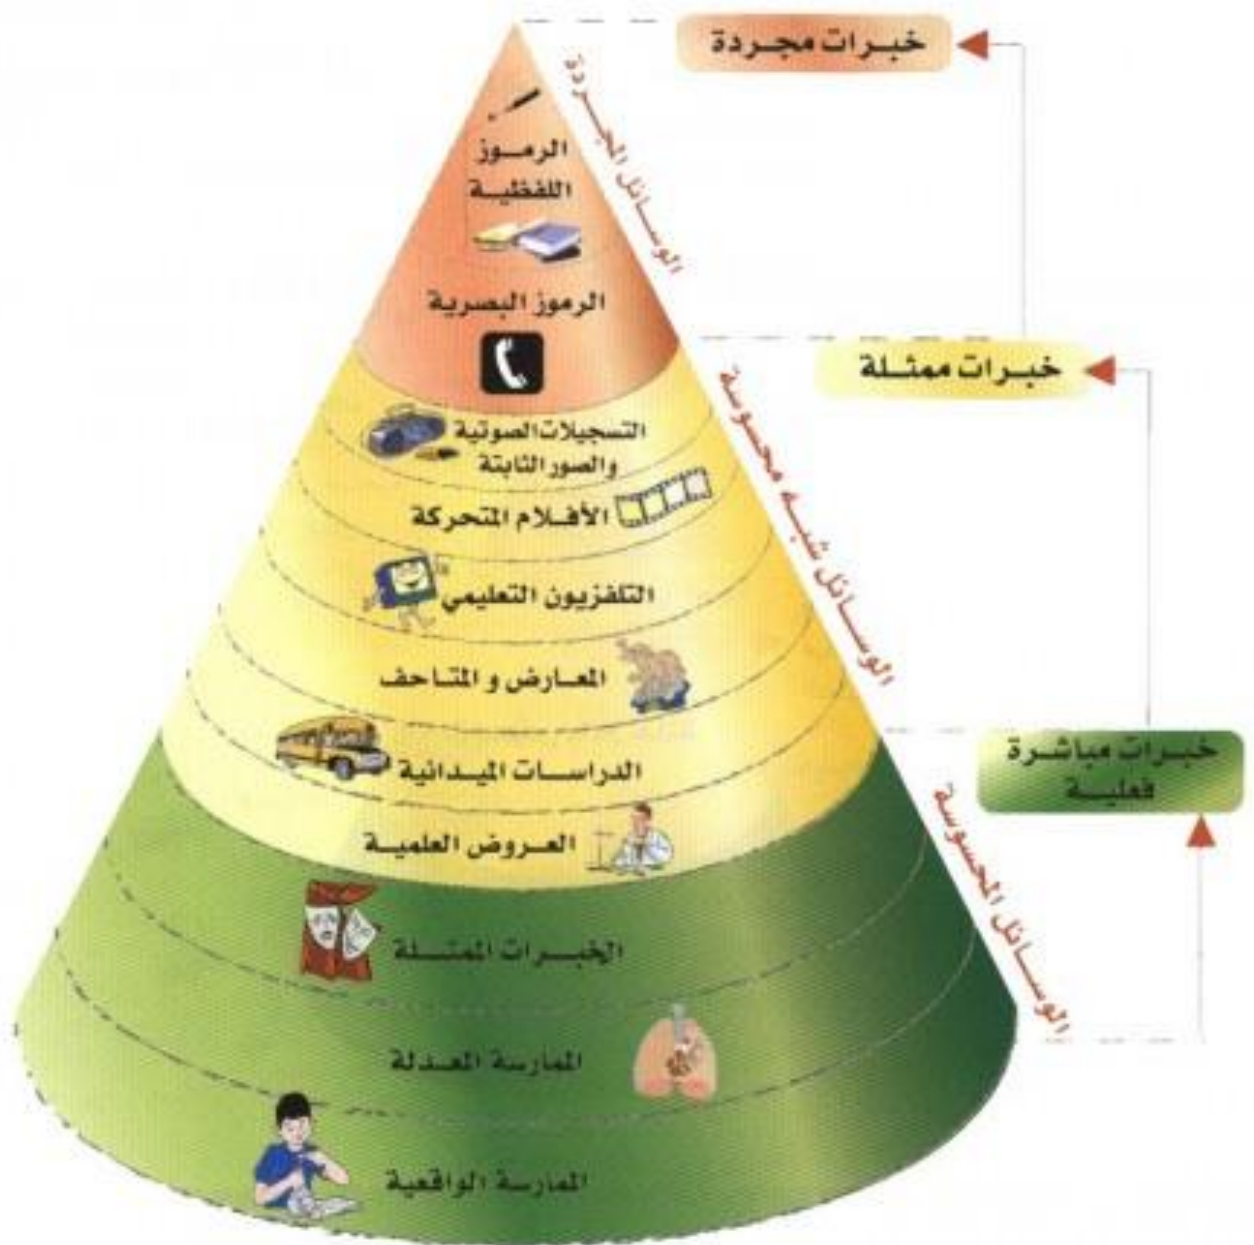 خبرات مجردة
الوسائل المجردة
الرموز
اللفظية
الرموز البصرية
خبرات ممثلة
الوسائل شبه محسوسة
التسجيلات الصوتية
والصور الثابتة
الأفلام المتحركة
التلفزيون التعليمي
المعارض و المتاحف
الدراسات الميدانية
العروض العلمية
خبرات مباشرة
فعلية
الوسائل المحسوسة
الخبرات الممثلة
الممارسة المعدلة
الممارسة الواقعية